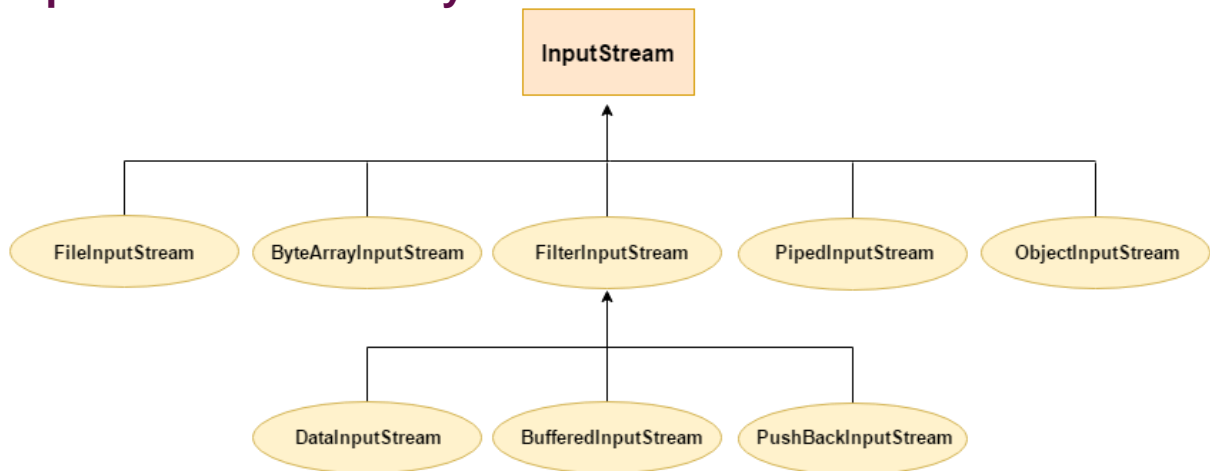 InputStream
FileInputStream
ByteArrayInputStream
FilterInputStream
PipedInputStream
ObjectInputStream
DataInputStream
BufferedInputStream
PushBackInputStream